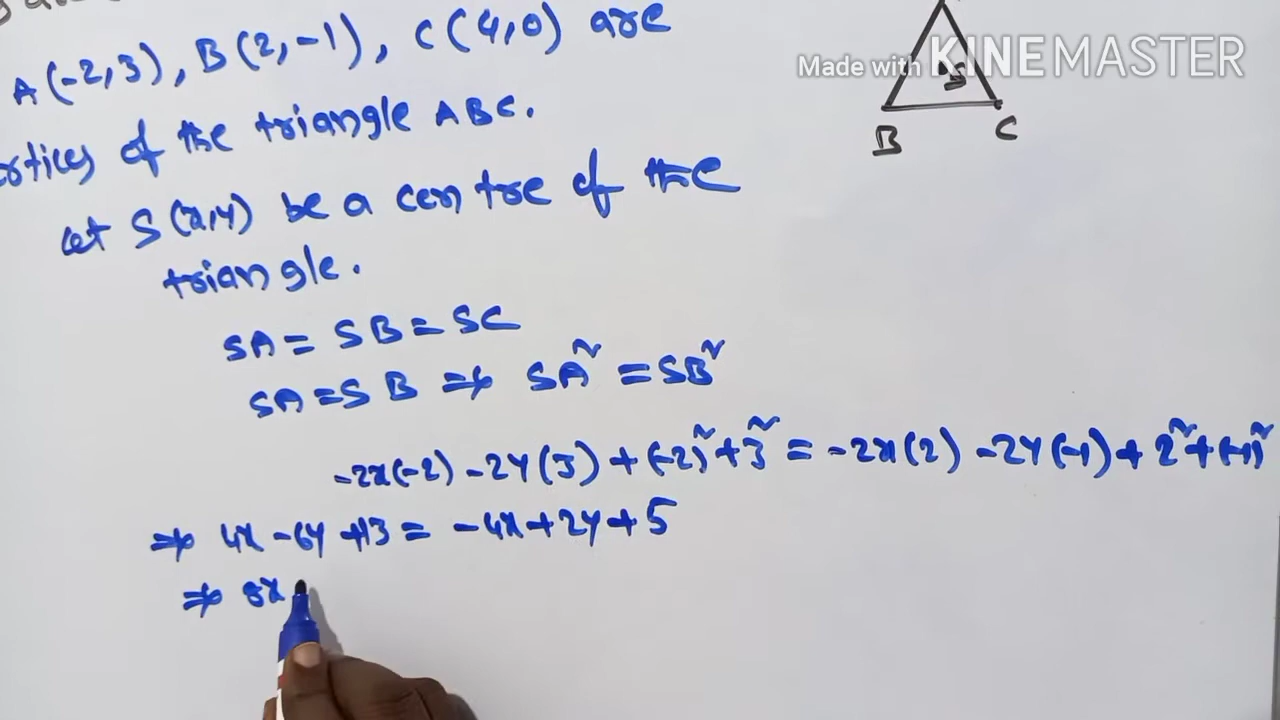 Made with KINEMASTER
A(-2,3), B(2,-1), C(4,0) are
of the triangle ABC.
Let S(x,y) be a centre of the
triangle.
SA = SB = SC
SA = SB ⇒ SA² = SB²
-2x(-2) -2y(3) + (-2)² + 3² = -2x(2) - 2y(-1) + 2² + (-1)²
⇒ 4x - 6y + 13 = -4x + 2y + 5
⇒ 8x
S
B
C